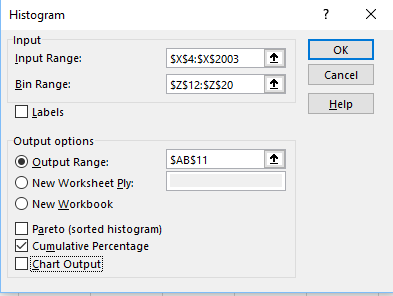 Histogram
?
Input
Input Range:
$X$4:$X$2003
Bin Range:
$Z$12:$Z$20
Labels
OK
Cancel
Help
Output options
Output Range:
$AB$11
New Worksheet Ply:
New Workbook
Pareto (sorted histogram)
Cumulative Percentage
Chart Output